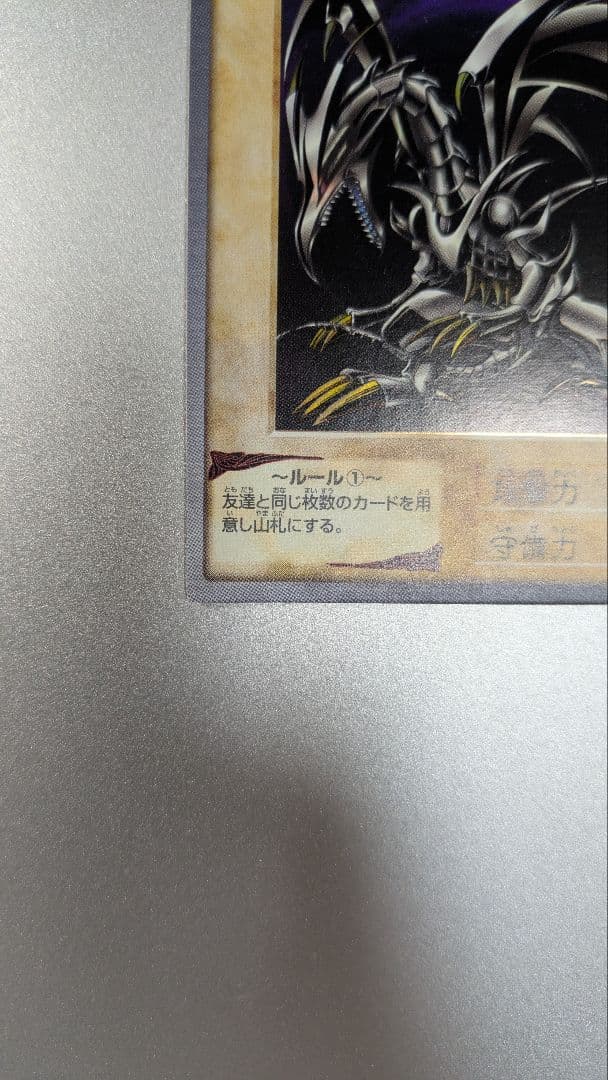 ~ルール①~
友達と同じ枚数のカードを用
意し山札にする。
攻撃力
守備力